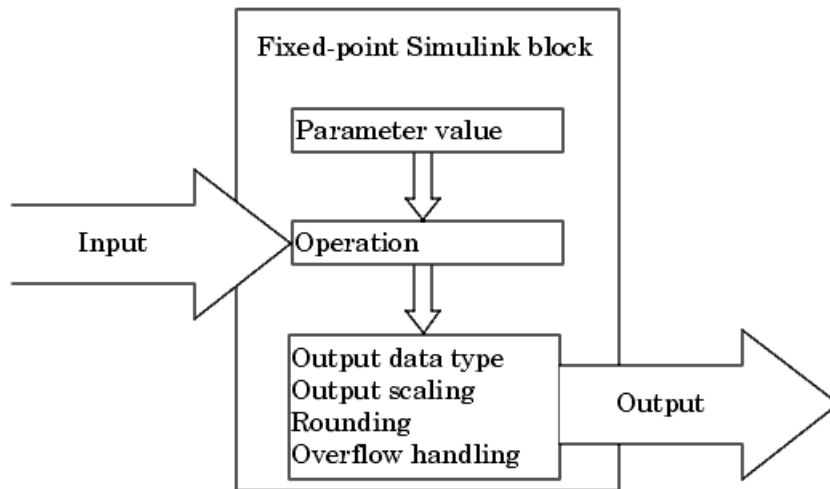 Fixed-point Simulink block
Parameter value
Input
Operation
Output data type
Output scaling
Rounding
Overflow handling
Output